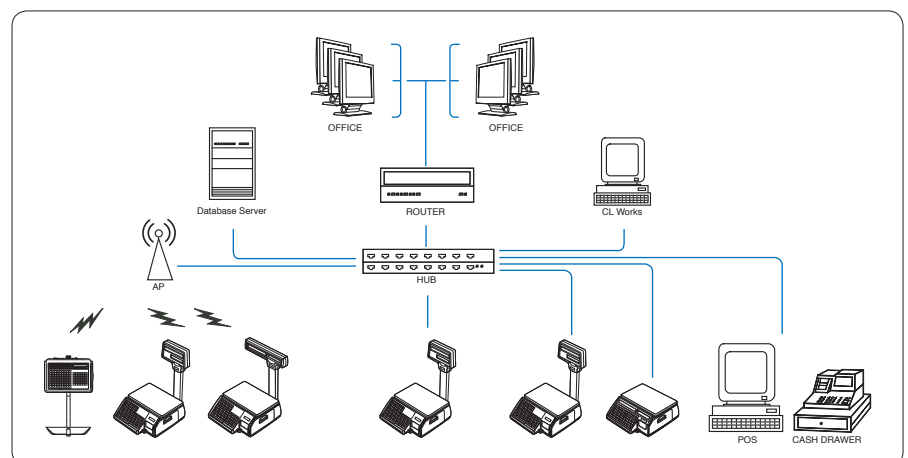 OFFICE
OFFICE
Database Server
ROUTER
CL Works
AP
HUB
POS
CASH DRAWER